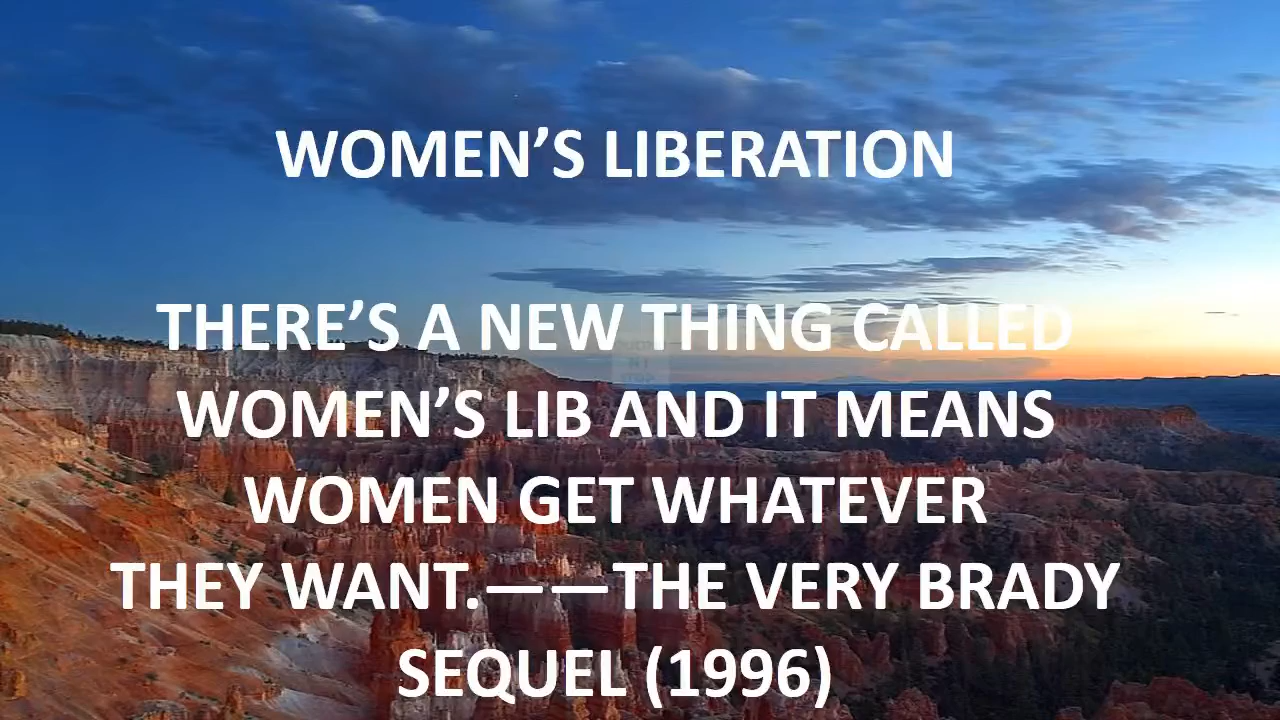 WOMEN’S LIBERATION
THERE’S A NEW THING CALLED
WOMEN’S LIB AND IT MEANS
WOMEN GET WHATEVER
THEY WANT.——THE VERY BRADY
SEQUEL (1996)